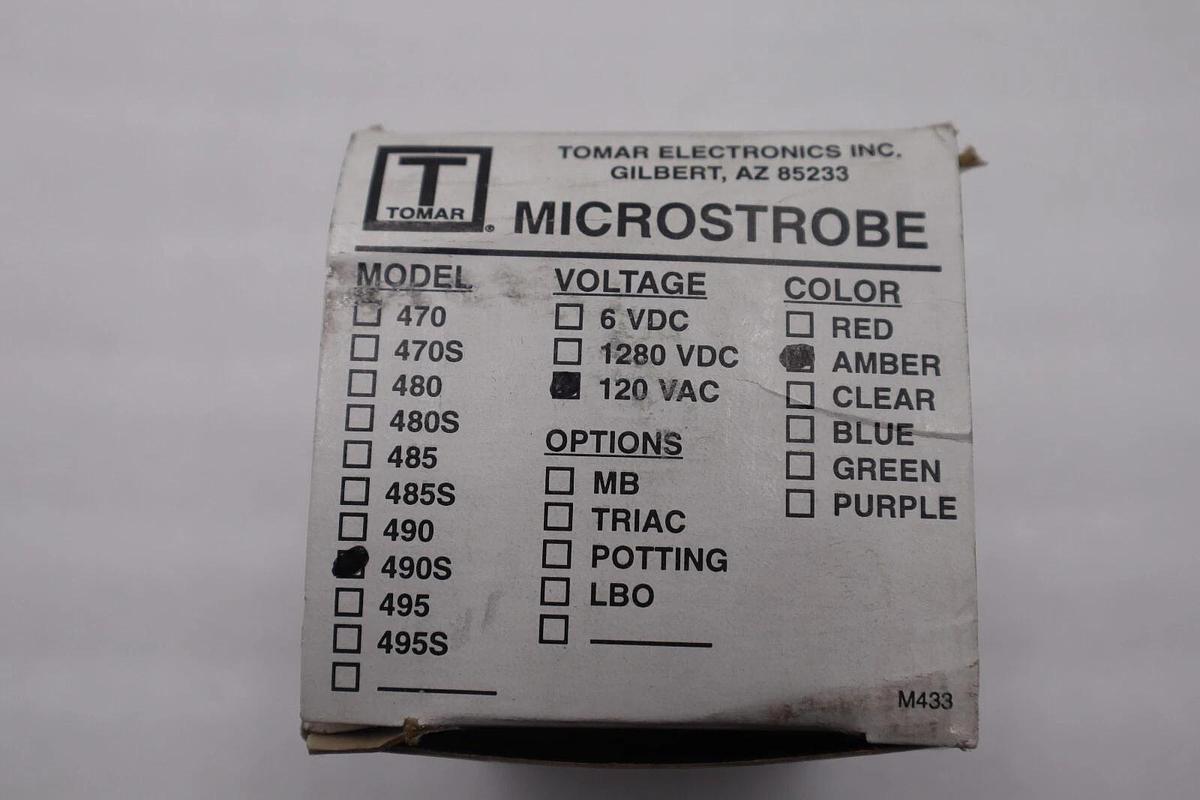 T
TOMAR
®
TOMAR ELECTRONICS INC.
GILBERT, AZ 85233
MICROSTROBE
MODEL
470
470S
480
480S
485
485S
490
490S
495
495S
VOLTAGE
6 VDC
1280 VDC
120 VAC
OPTIONS
MB
TRIAC
POTTING
LBO
COLOR
RED
AMBER
CLEAR
BLUE
GREEN
PURPLE
M433